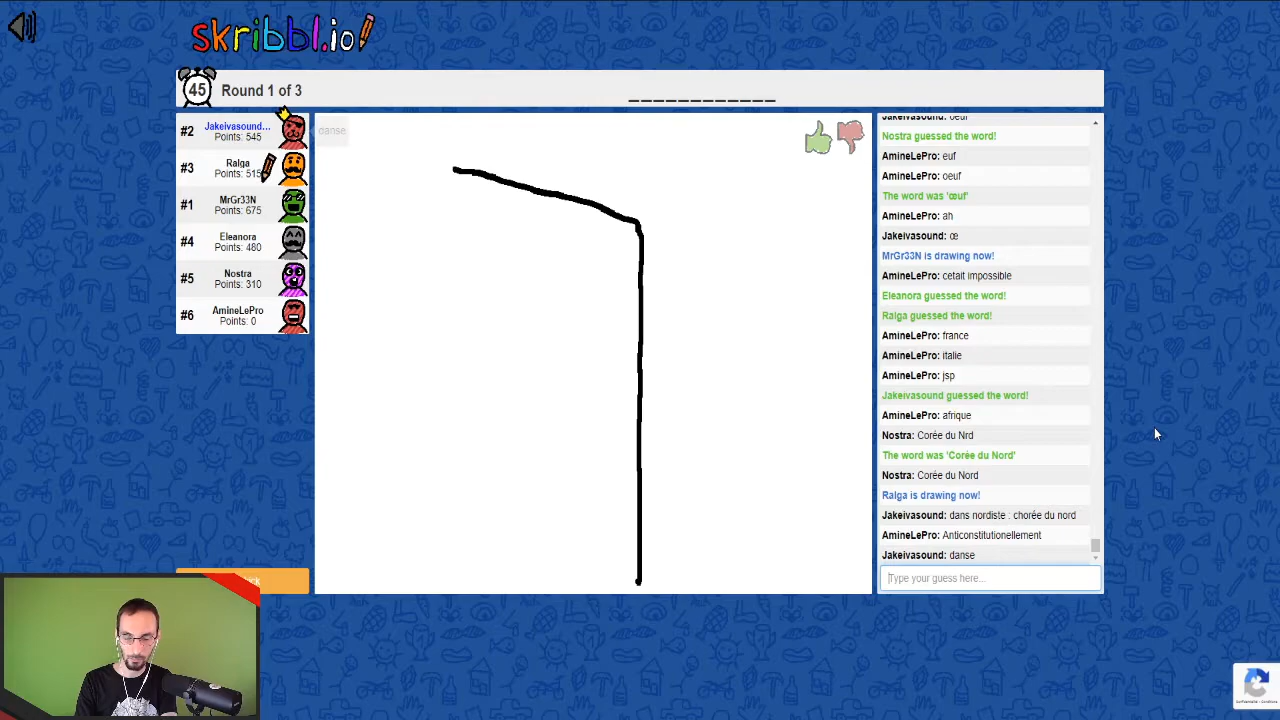 skribbl.io
45 Round 1 of 3 ____________
#2 Jakeivasound... Points: 545
danse
#3 Ralga Points: 515
#1 MrGr33N Points: 675
#4 Eleanora Points: 480
#5 Nostra Points: 310
#6 AmineLePro Points: 0
Jakeivasound: oeuf
Nostra guessed the word!
AmineLePro: euf
AmineLePro: oeuf
The word was 'œuf'
AmineLePro: ah
Jakeivasound: œ
MrGr33N is drawing now!
AmineLePro: cetait impossible
Eleanora guessed the word!
Ralga guessed the word!
AmineLePro: france
AmineLePro: italie
AmineLePro: jsp
Jakeivasound guessed the word!
AmineLePro: afrique
Nostra: Corée du Nrd
The word was 'Corée du Nord'
Nostra: Corée du Nord
Ralga is drawing now!
Jakeivasound: dans nordiste : chorée du nord
AmineLePro: Anticonstitutionellement
Jakeivasound: danse
Type your guess here...